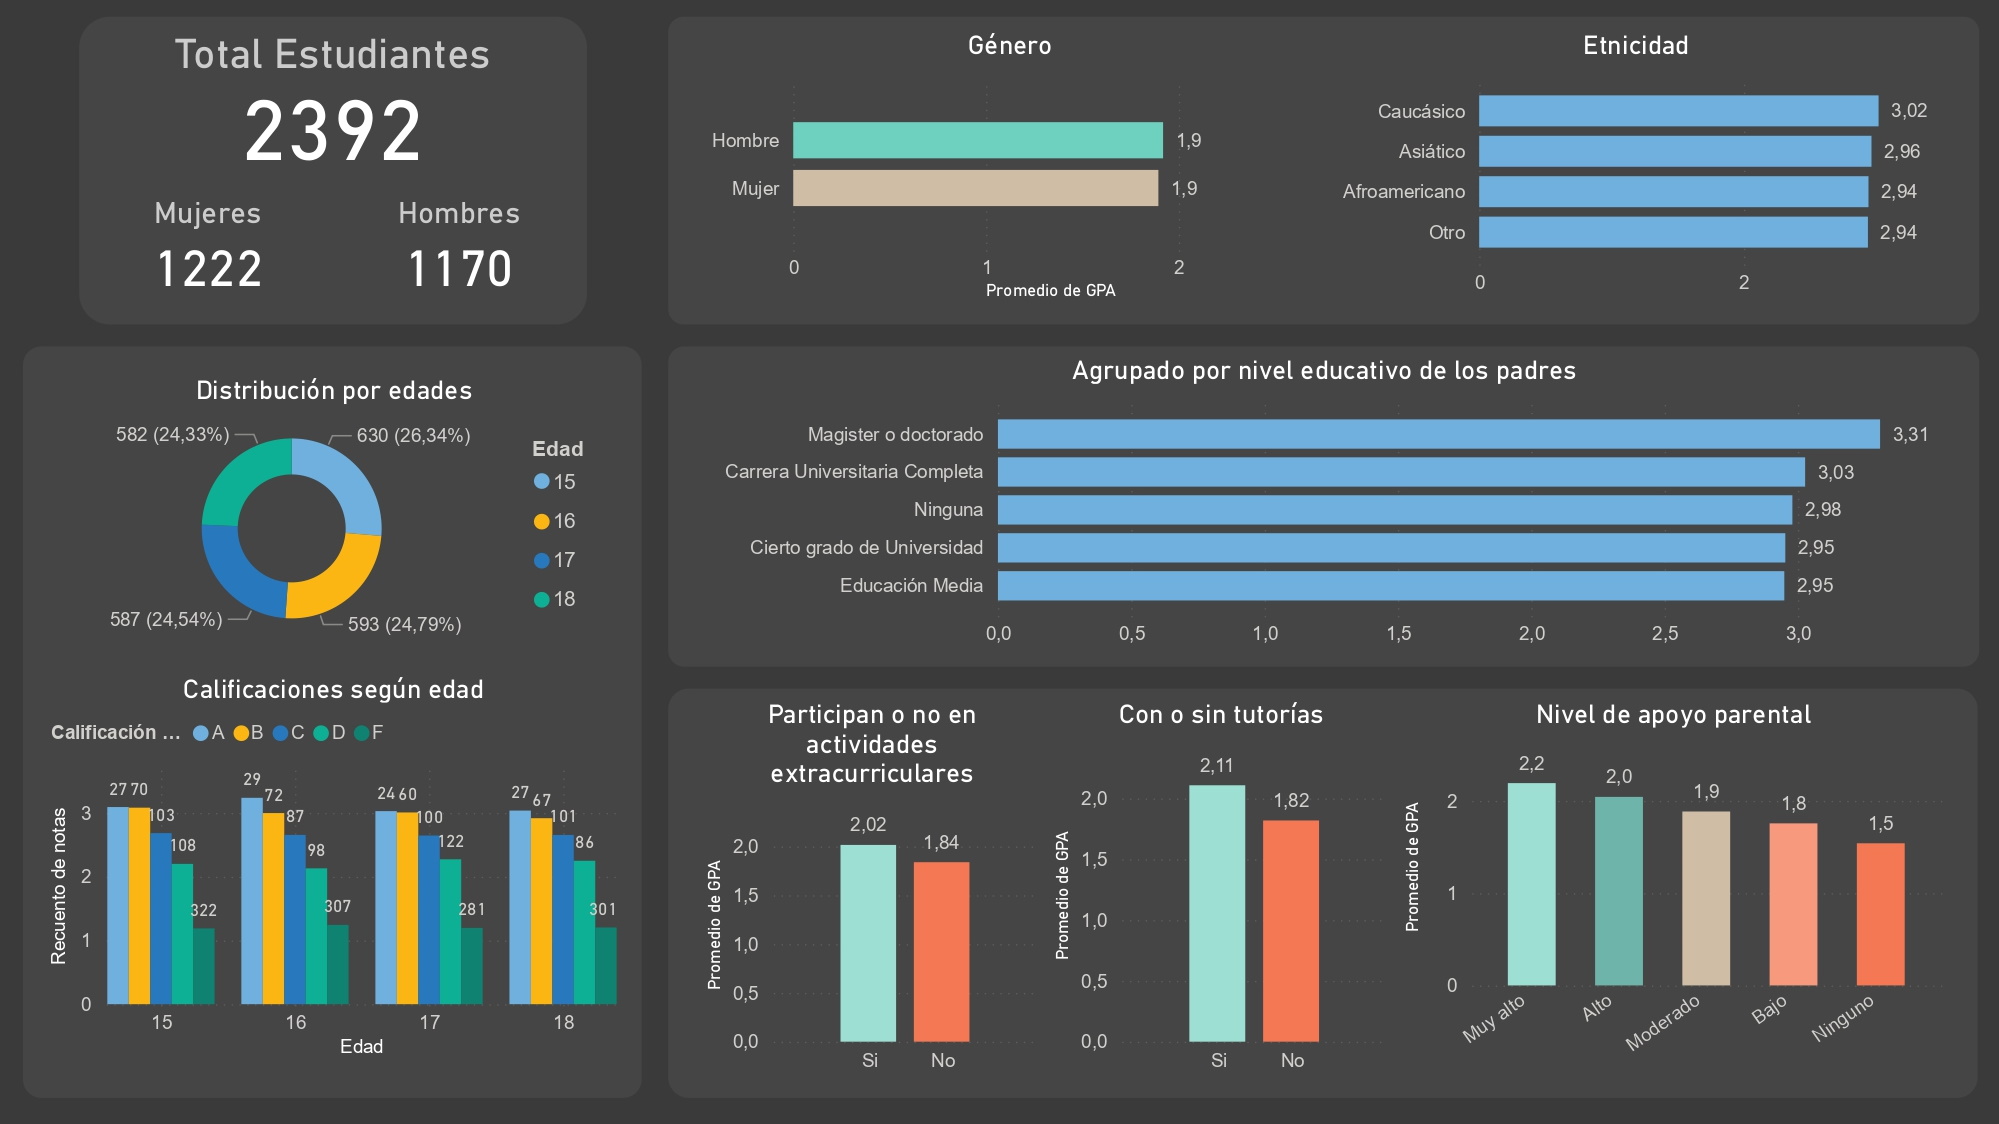 Total Estudiantes
2392
Mujeres
Hombres
1222
1170
Género
Hombre
1,9
Mujer
1,9
0
1
2
Promedio de GPA
Etnicidad
Caucásico
3,02
Asiático
2,96
Afroamericano
2,94
Otro
2,94
0
2
Distribución por edades
582 (24,33%)
630 (26,34%)
587 (24,54%)
593 (24,79%)
Edad
15
16
17
18
Calificaciones según edad
Calificación ...
A
B
C
D
F
Recuento de notas
3
2
1
0
27
70
103
108
322
29
72
87
98
307
24
60
100
122
281
27
67
101
86
301
15
16
17
18
Edad
Agrupado por nivel educativo de los padres
Magister o doctorado
3,31
Carrera Universitaria Completa
3,03
Ninguna
2,98
Cierto grado de Universidad
2,95
Educación Media
2,95
0,0
0,5
1,0
1,5
2,0
2,5
3,0
Participan o no en
actividades
extracurriculares
Promedio de GPA
2,0
1,5
1,0
0,5
0,0
2,02
1,84
Si
No
Con o sin tutorías
Promedio de GPA
2,0
1,5
1,0
0,5
0,0
2,11
1,82
Si
No
Nivel de apoyo parental
Promedio de GPA
2
1
0
2,2
2,0
1,9
1,8
1,5
Muy alto
Alto
Moderado
Bajo
Ninguno